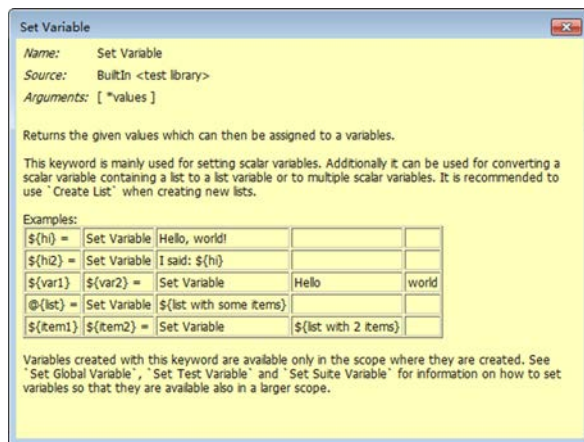 Set Variable
Name: Set Variable
Source: BuiltIn <test library>
Arguments: [ *values ]
Returns the given values which can then be assigned to a variables.
This keyword is mainly used for setting scalar variables. Additionally it can be used for converting a
scalar variable containing a list to a list variable or to multiple scalar variables. It is recommended to
use `Create List` when creating new lists.
Examples:
${hi} = Set Variable Hello, world!
${hi2} = Set Variable I said: ${hi}
${var1} ${var2} = Set Variable Hello world
@{list} = Set Variable ${list with some items}
${item1} ${item2} = Set Variable ${list with 2 items}
Variables created with this keyword are available only in the scope where they are created. See
`Set Global Variable`, `Set Test Variable` and `Set Suite Variable` for information on how to set
variables so that they are available also in a larger scope.